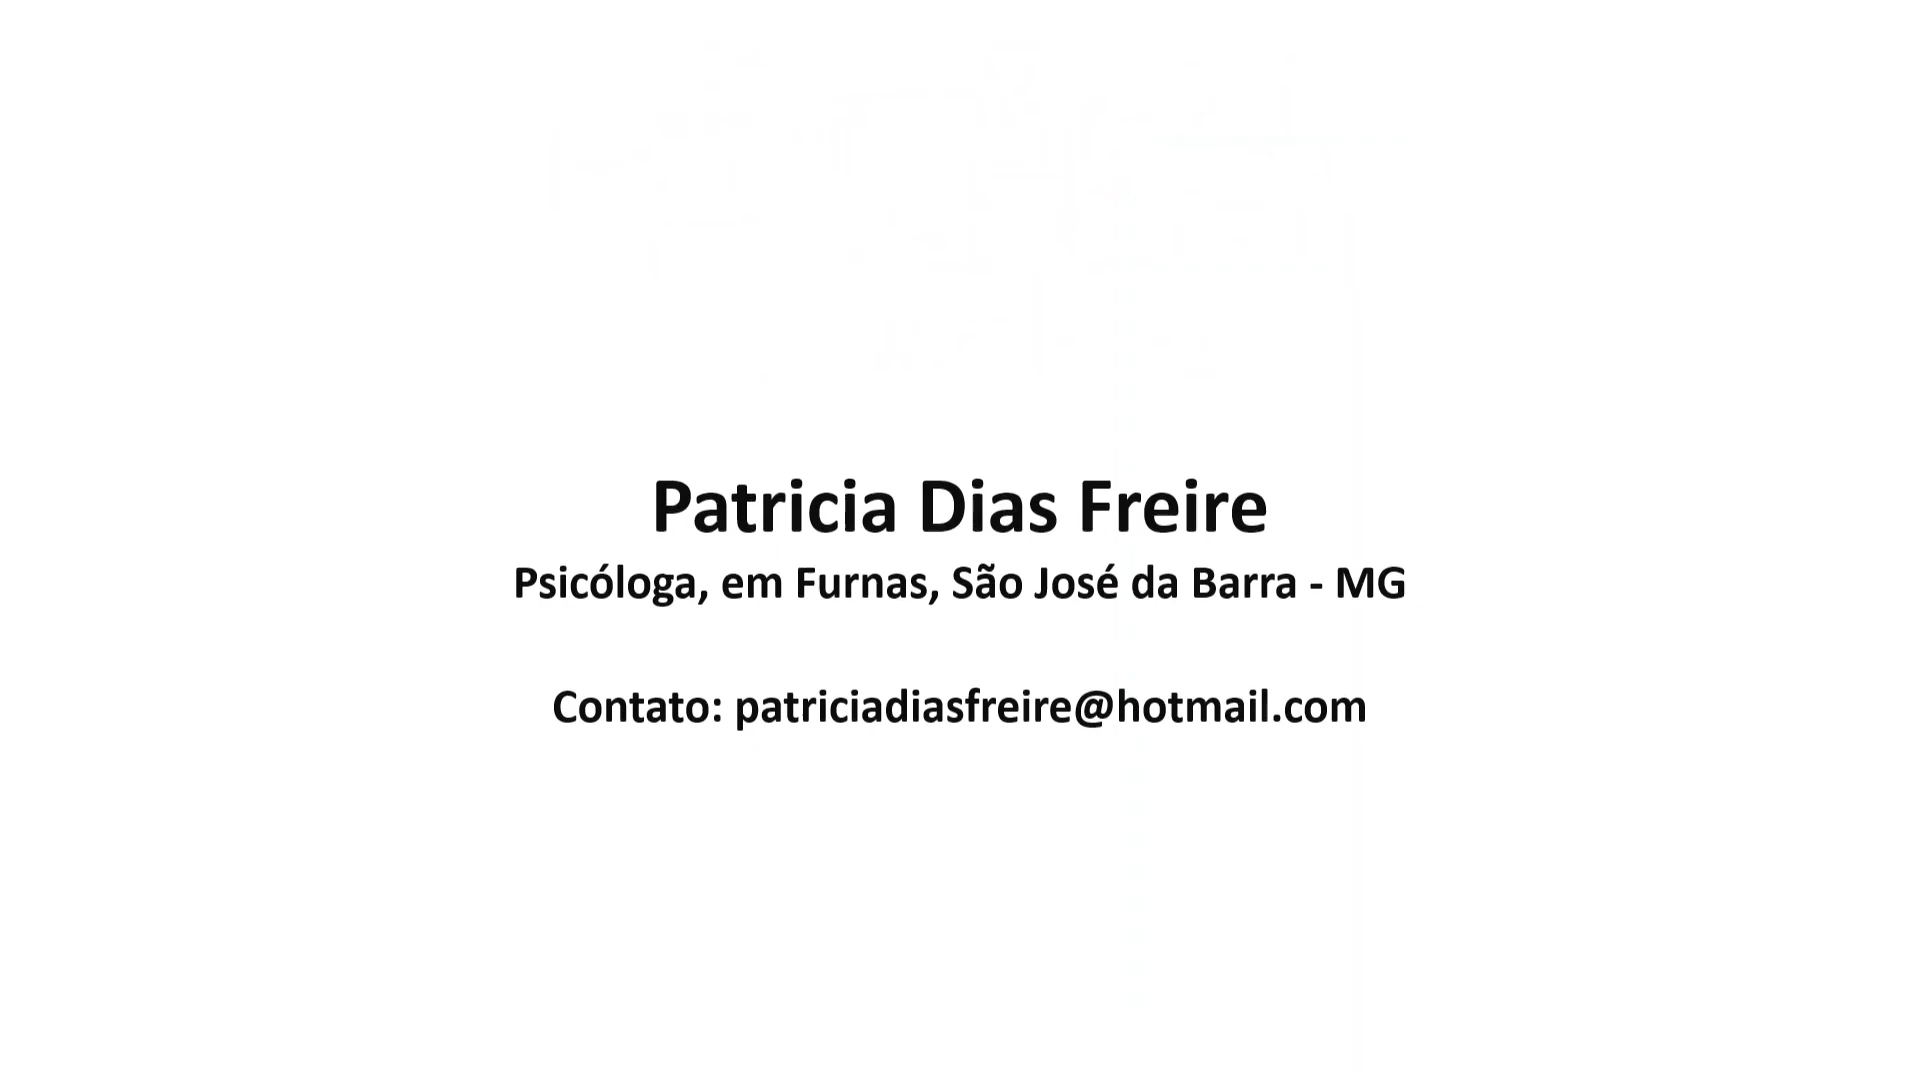 Patricia Dias Freire
Psicóloga, em Furnas, São José da Barra - MG
Contato: patriciadiasfreire@hotmail.com